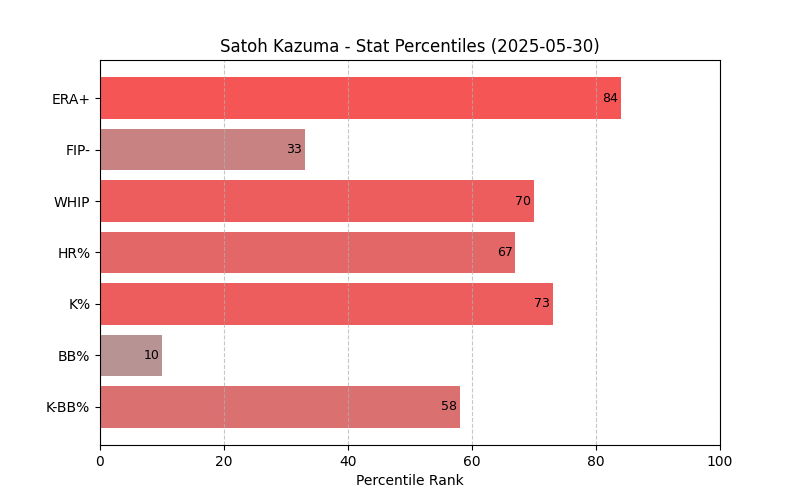 Satoh Kazuma - Stat Percentiles (2025-05-30)
ERA+ 84
FIP- 33
WHIP 70
HR% 67
K% 73
BB% 10
K-BB% 58
0 20 40 60 80 100
Percentile Rank